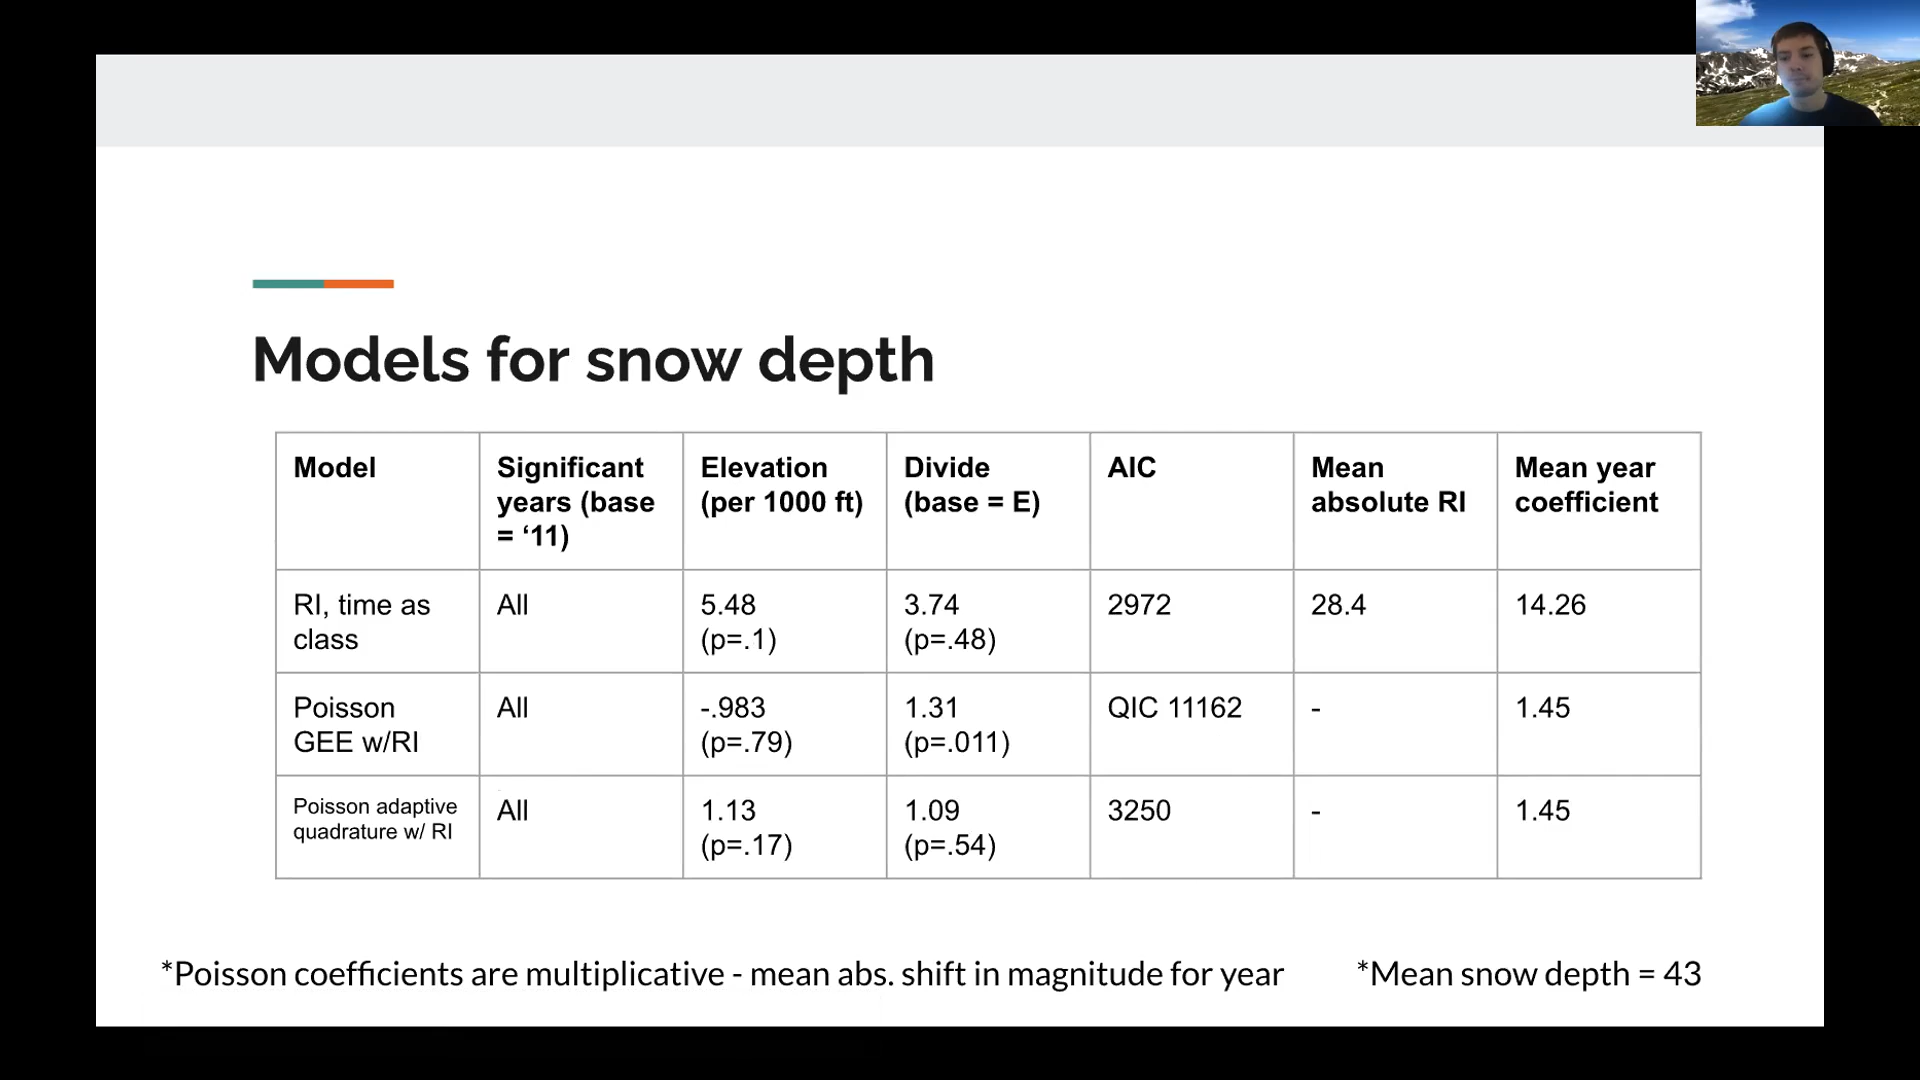 Models for snow depth
Model
Significant
years (base
= ‘11)
Elevation
(per 1000 ft)
Divide
(base = E)
AIC
Mean
absolute RI
Mean year
coefficient
RI, time as
class
All
5.48
(p=.1)
3.74
(p=.48)
2972
28.4
14.26
Poisson
GEE w/RI
All
-.983
(p=.79)
1.31
(p=.011)
QIC 11162
-
1.45
Poisson adaptive
quadrature w/ RI
All
1.13
(p=.17)
1.09
(p=.54)
3250
-
1.45
*Poisson coefficients are multiplicative - mean abs. shift in magnitude for year
*Mean snow depth = 43